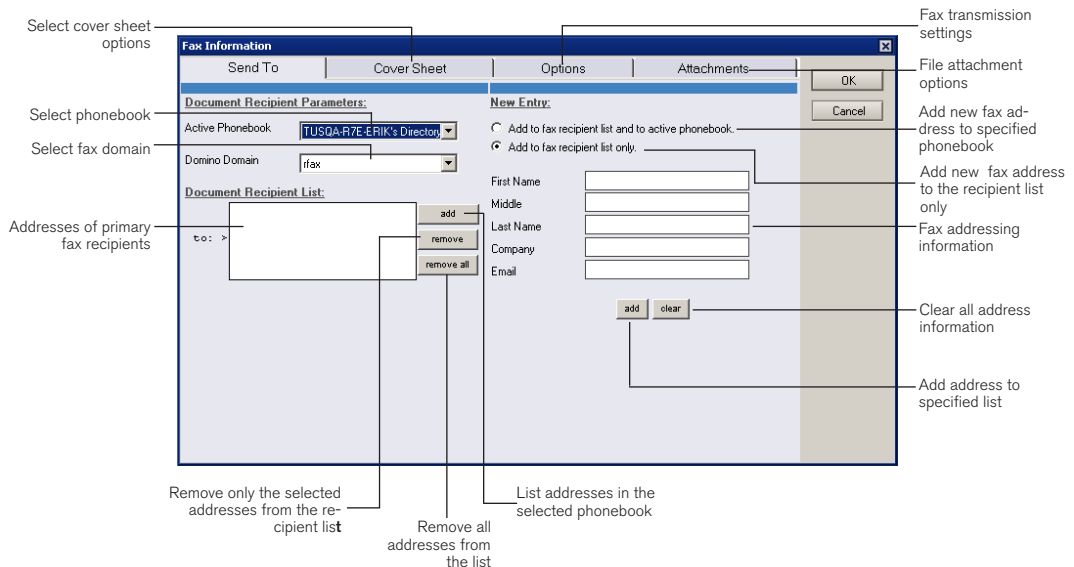 Select cover sheet
options
Fax transmission
settings
Fax Information
Send To
Cover Sheet
Options
Attachments
File attachment
options
OK
Cancel
Document Recipient Parameters:
New Entry:
Select phonebook
Active Phonebook
TUSQA-R7E-ERIK's Directory
Add to fax recipient list and to active phonebook.
Add new fax ad-
dress to specified
phonebook
Select fax domain
Domino Domain
rfax
Add to fax recipient list only.
Add new fax address
to the recipient list
only
Document Recipient List:
First Name
Middle
Last Name
Company
Email
Addresses of primary
fax recipients
to: >
add
remove
remove all
Fax addressing
information
add
clear
Clear all address
information
Add address to
specified list
Remove only the selected
addresses from the re-
cipient list
List addresses in the
selected phonebook
Remove all
addresses from
the list